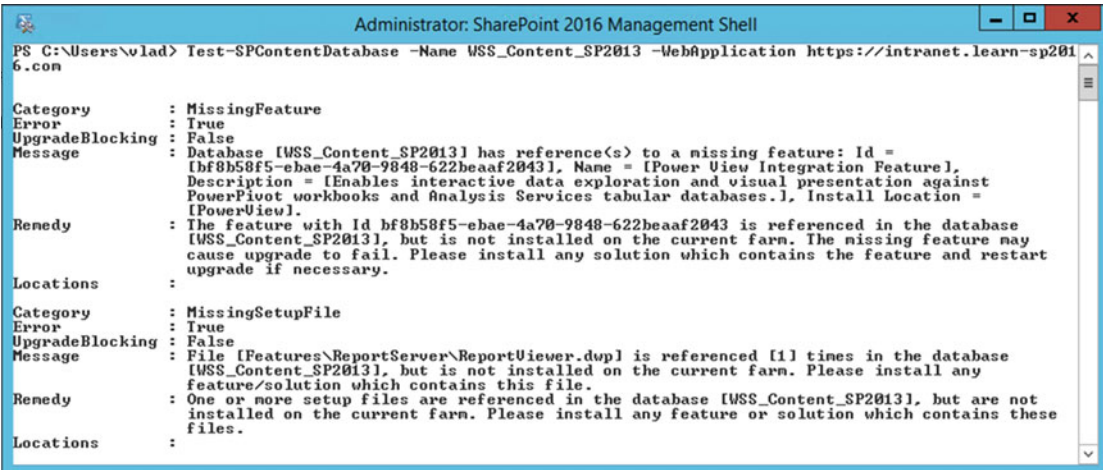 Administrator: SharePoint 2016 Management Shell
PS C:\Users\vlad> Test-SPContentDatabase -Name WSS_Content_SP2013 -WebApplication https://intranet.learn-sp201
6.com
Category : MissingFeature
Error : True
UpgradeBlocking : False
Message : Database [WSS_Content_SP2013] has reference(s) to a missing feature: Id =
[bf8b58f5-ebae-4a70-9848-622beaaf2043], Name = [Power View Integration Feature],
Description = [Enables interactive data exploration and visual presentation against
PowerPivot workbooks and Analysis Services tabular databases.], Install Location =
[PowerView].
Remedy : The feature with Id bf8b58f5-ebae-4a70-9848-622beaaf2043 is referenced in the database
[WSS_Content_SP2013], but is not installed on the current farm. The missing feature may
cause upgrade to fail. Please install any solution which contains the feature and restart
upgrade if necessary.
Locations :
Category : MissingSetupFile
Error : True
UpgradeBlocking : False
Message : File [Features\ReportServer\ReportViewer.dwp] is referenced [1] times in the database
[WSS_Content_SP2013], but is not installed on the current farm. Please install any
feature/solution which contains this file.
Remedy : One or more setup files are referenced in the database [WSS_Content_SP2013], but are not
installed on the current farm. Please install any feature or solution which contains these
files.
Locations :